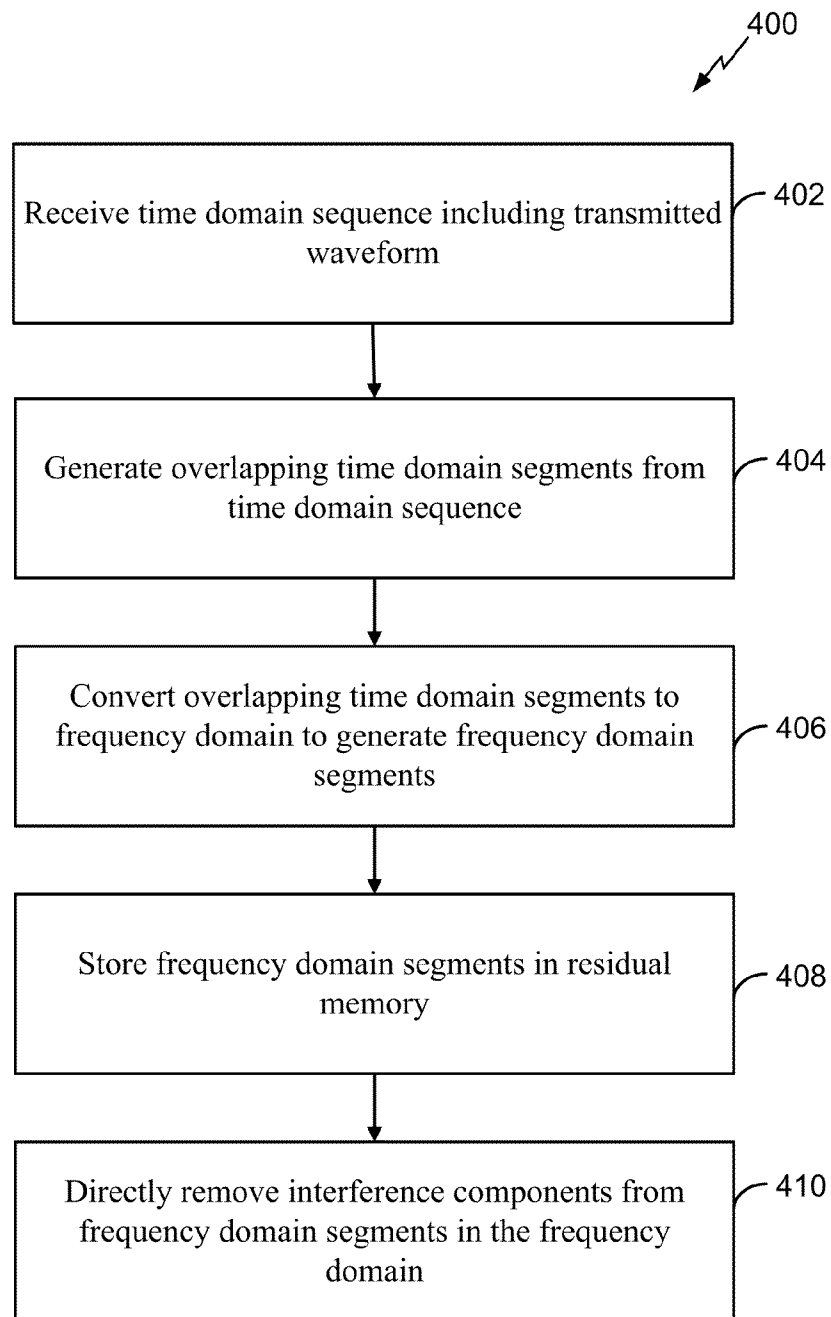 400
Receive time domain sequence including transmitted
waveform
402
Generate overlapping time domain segments from
time domain sequence
404
Convert overlapping time domain segments to
frequency domain to generate frequency domain
segments
406
Store frequency domain segments in residual
memory
408
Directly remove interference components from
frequency domain segments in the frequency
domain
410